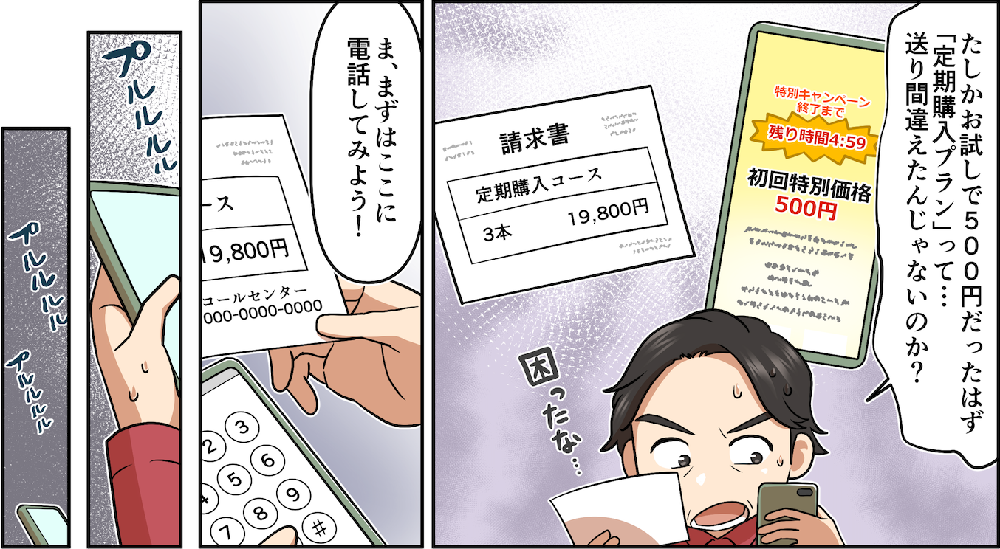 たしかお試しで500円だったはず
「定期購入プラン」って…
送り間違えたんじゃないのか？
特別キャンペーン
終了まで
残り時間4:59
初回特別価格
500円
請求書
定期購入コース
3本 19,800円
困ったな…
ま、まずはここに
電話してみよう！
ース
19,800円
コールセンター
000-0000-0000
3
2
6
5
4
9
8
7
#
プルルルル
プルルルル
プルルルルル